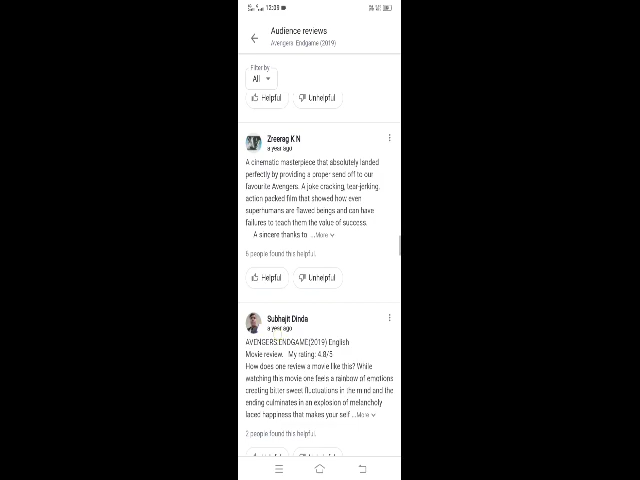 12:09
Audience reviews
Avengers: Endgame (2019)
Filter by
All
Helpful Unhelpful
Zreerag K N
a year ago
A cinematic masterpiece that absolutely landed
perfectly by providing a proper send off to our
favourite Avengers. A joke cracking, tear-jerking,
action packed film that showed how even
superhumans are flawed beings and can have
failures to teach them the value of success.
A sincere thanks to ...More
6 people found this helpful.
Helpful Unhelpful
Subhajit Dinda
a year ago
AVENGERS:ENDGAME(2019) English
Movie review. My rating: 4.8/5
How does one review a movie like this? While
watching this movie one feels a rainbow of emotions
creating bitter sweet fluctuations in the mind and the
ending culminates in an explosion of melancholy
laced happiness that makes your self ...More
2 people found this helpful.